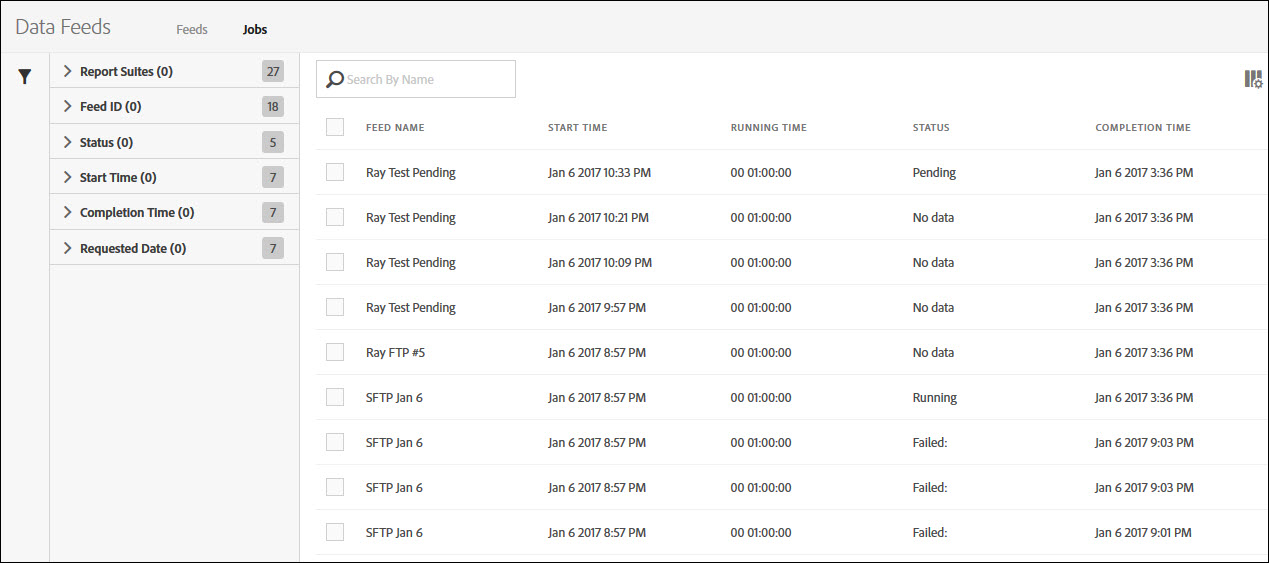 Data Feeds Feeds Jobs
Report Suites (0) 27
Feed ID (0) 18
Status (0) 5
Start Time (0) 7
Completion Time (0) 7
Requested Date (0) 7
Search By Name
FEED NAME START TIME RUNNING TIME STATUS COMPLETION TIME
Ray Test Pending Jan 6 2017 10:33 PM 00 01:00:00 Pending Jan 6 2017 3:36 PM
Ray Test Pending Jan 6 2017 10:21 PM 00 01:00:00 No data Jan 6 2017 3:36 PM
Ray Test Pending Jan 6 2017 10:09 PM 00 01:00:00 No data Jan 6 2017 3:36 PM
Ray Test Pending Jan 6 2017 9:57 PM 00 01:00:00 No data Jan 6 2017 3:36 PM
Ray FTP #5 Jan 6 2017 8:57 PM 00 01:00:00 No data Jan 6 2017 3:36 PM
SFTP Jan 6 Jan 6 2017 8:57 PM 00 01:00:00 Running Jan 6 2017 3:36 PM
SFTP Jan 6 Jan 6 2017 8:57 PM 00 01:00:00 Failed: Jan 6 2017 9:03 PM
SFTP Jan 6 Jan 6 2017 8:57 PM 00 01:00:00 Failed: Jan 6 2017 9:03 PM
SFTP Jan 6 Jan 6 2017 8:57 PM 00 01:00:00 Failed: Jan 6 2017 9:01 PM